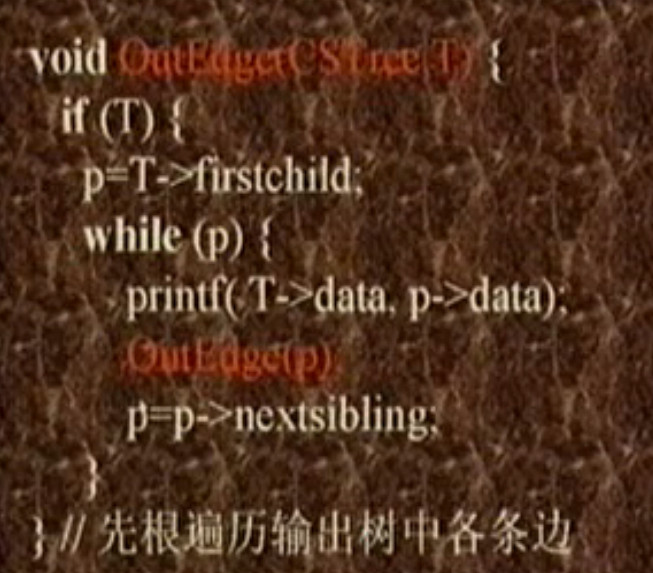 void OutEdget(CSTree T) {
if (T) {
p=T->firstchild;
while (p) {
printf( T->data, p->data);
OutEdge(p);
p=p->nextsibling;
}
} // 先根遍历输出树中各条边